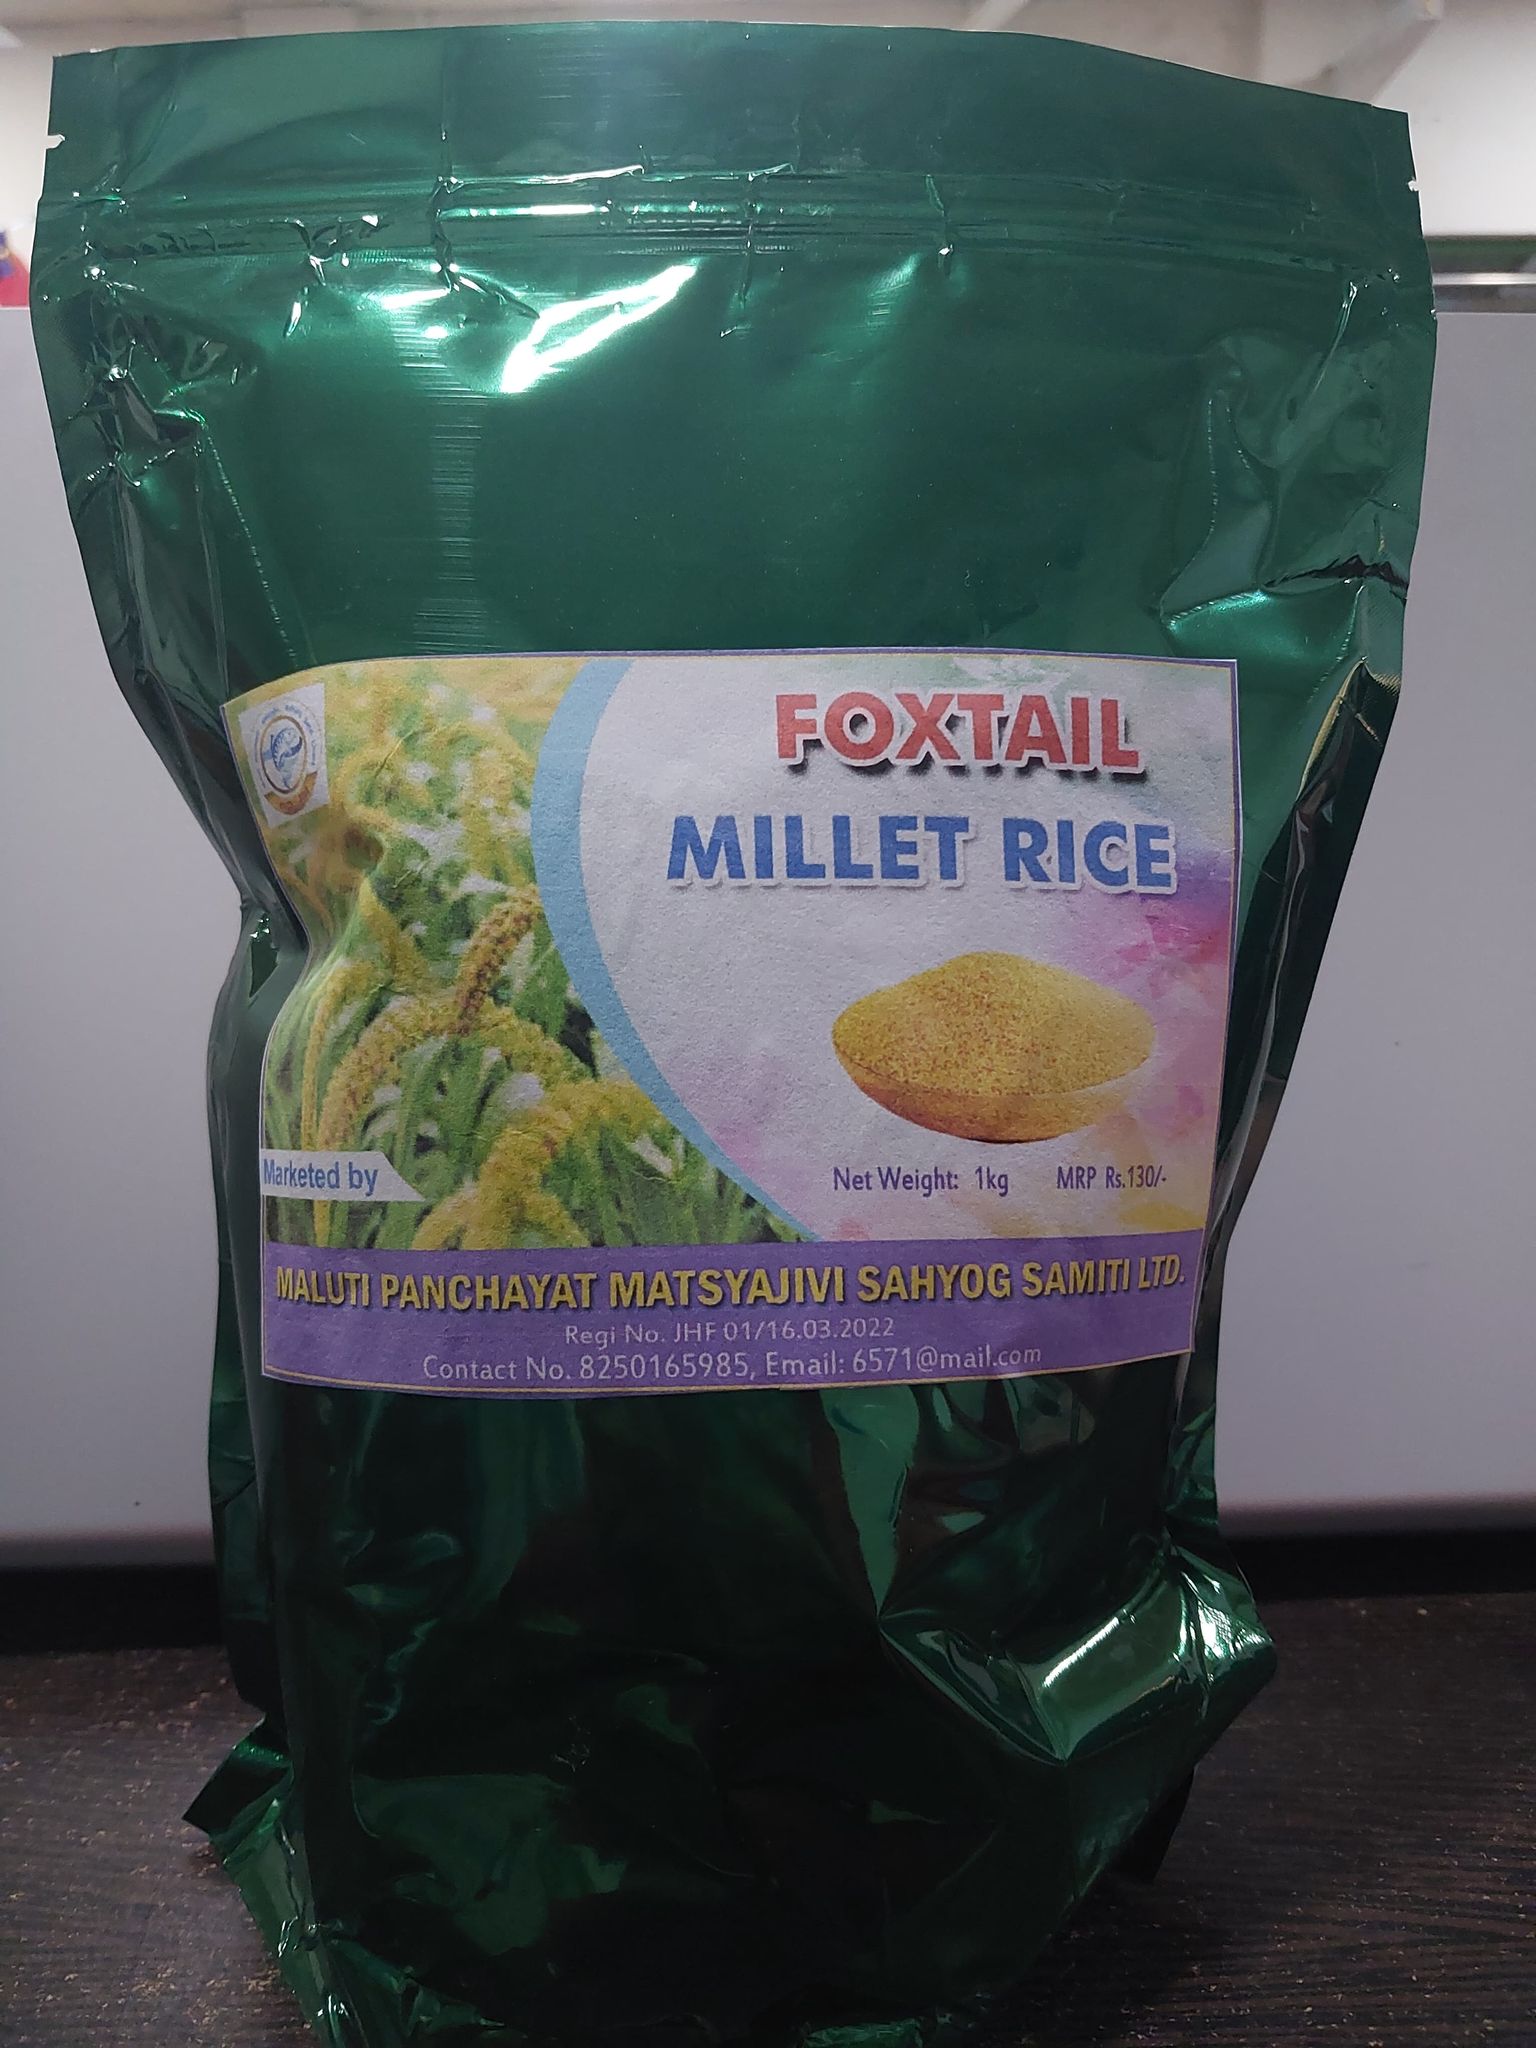 FOXTAIL
MILLET RICE
Net Weight: 1kg MRP Rs.130/-
Marketed by
MALUTI PANCHAYAT MATSYAJIVI SAHYOG SAMITI LTD.
Regi No. JHF 01/16.03.2022
Contact No. 8250165985, Email: 6571@mail.com